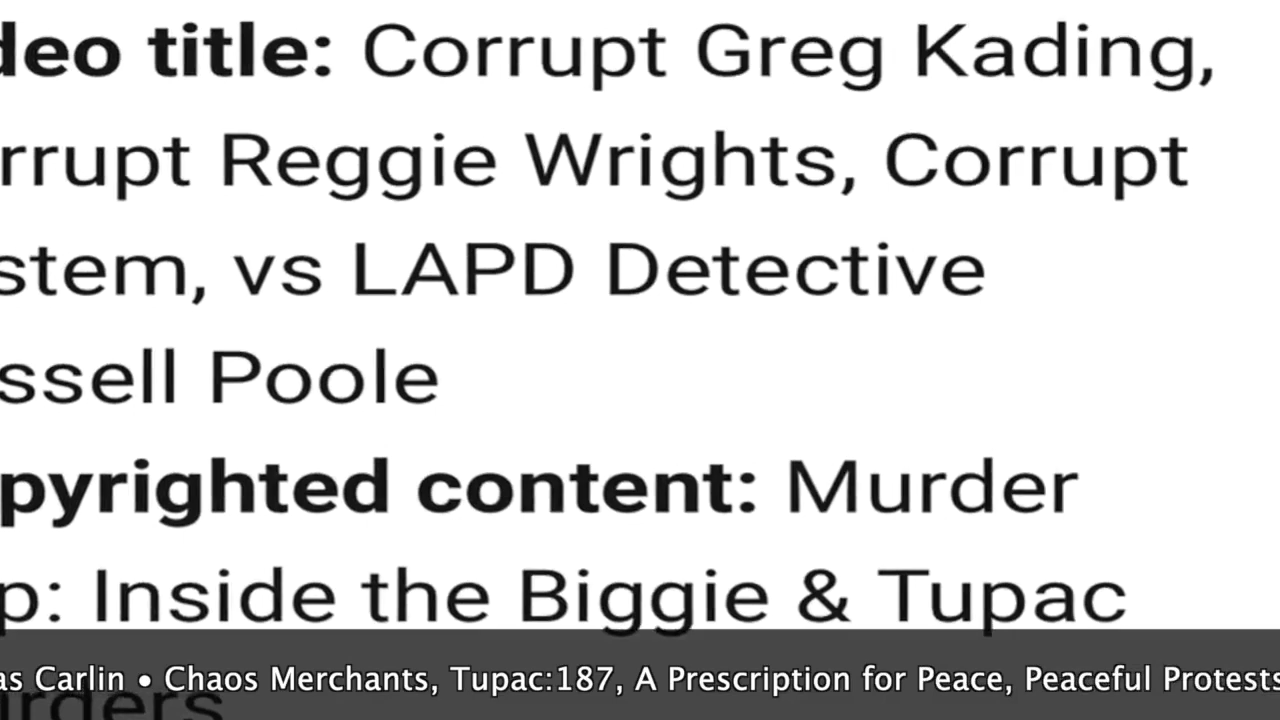 deo title: Corrupt Greg Kading,
rrupt Reggie Wrights, Corrupt
stem, vs LAPD Detective
ssell Poole
pyrighted content: Murder
p: Inside the Biggie & Tupac
as Carlin • Chaos Merchants, Tupac:187, A Prescription for Peace, Peaceful Protests
urders